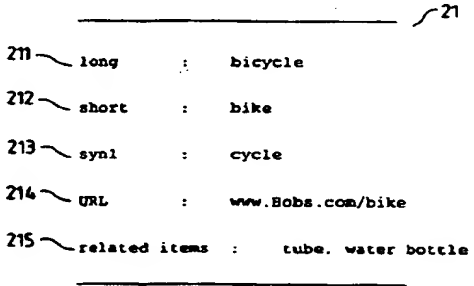 21
211 long : bicycle
212 short : bike
213 synl : cycle
214 URL : www.Bobs.com/bike
215 related items : tube. water bottle